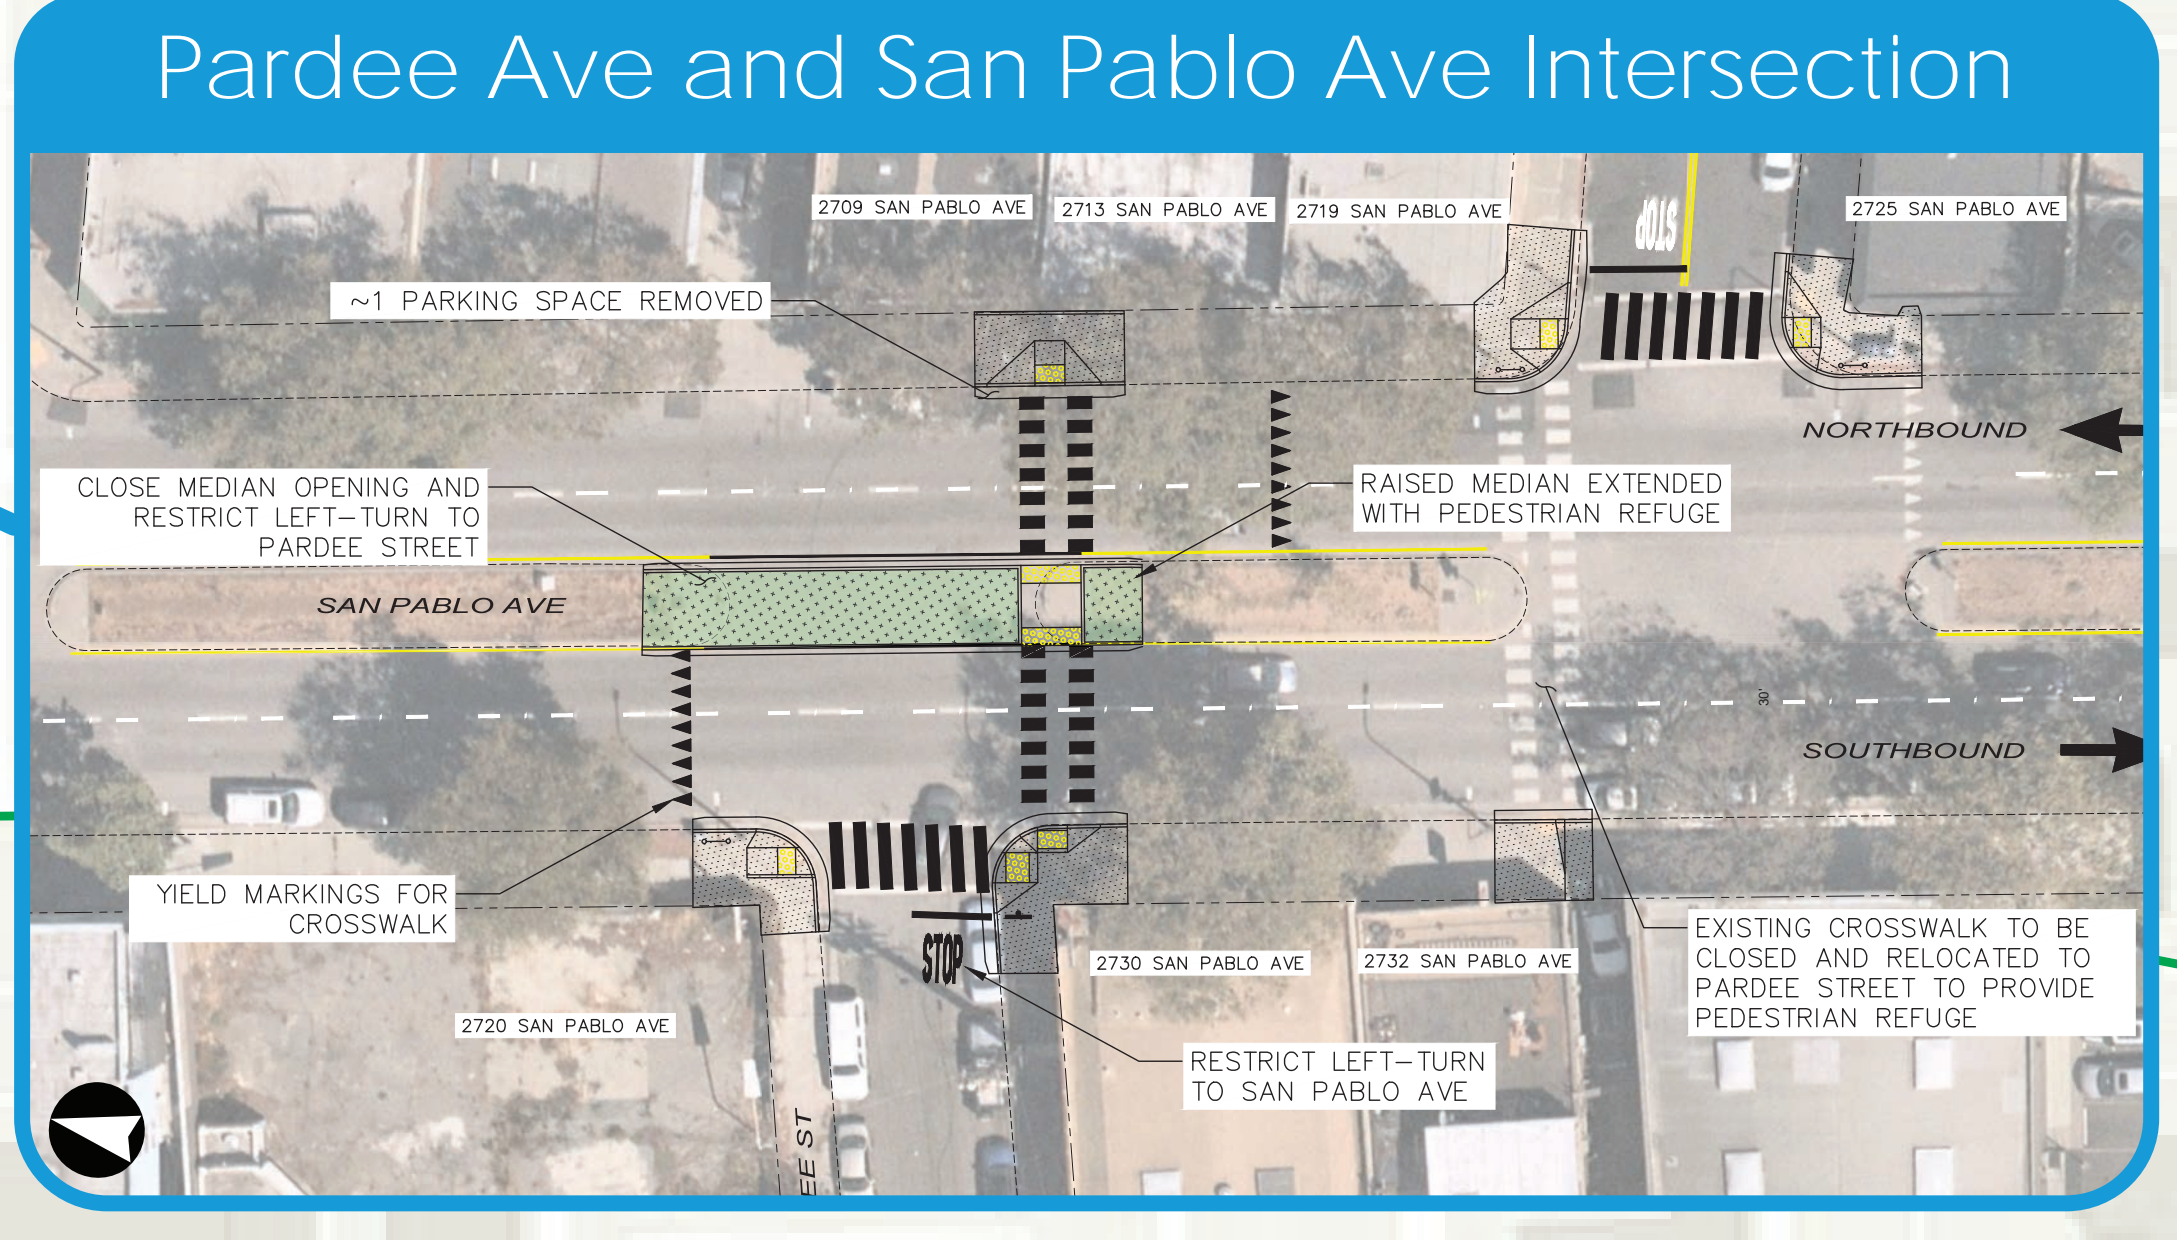 Pardee Ave and San Pablo Ave Intersection
2709 SAN PABLO AVE
2713 SAN PABLO AVE
2719 SAN PABLO AVE
STOP
2725 SAN PABLO AVE
~1 PARKING SPACE REMOVED
NORTHBOUND
CLOSE MEDIAN OPENING AND
RESTRICT LEFT-TURN TO
PARDEE STREET
RAISED MEDIAN EXTENDED
WITH PEDESTRIAN REFUGE
SAN PABLO AVE
30'
SOUTHBOUND
YIELD MARKINGS FOR
CROSSWALK
STOP
2730 SAN PABLO AVE
2732 SAN PABLO AVE
EXISTING CROSSWALK TO BE
CLOSED AND RELOCATED TO
PARDEE STREET TO PROVIDE
PEDESTRIAN REFUGE
2720 SAN PABLO AVE
RESTRICT LEFT-TURN
TO SAN PABLO AVE
EE ST